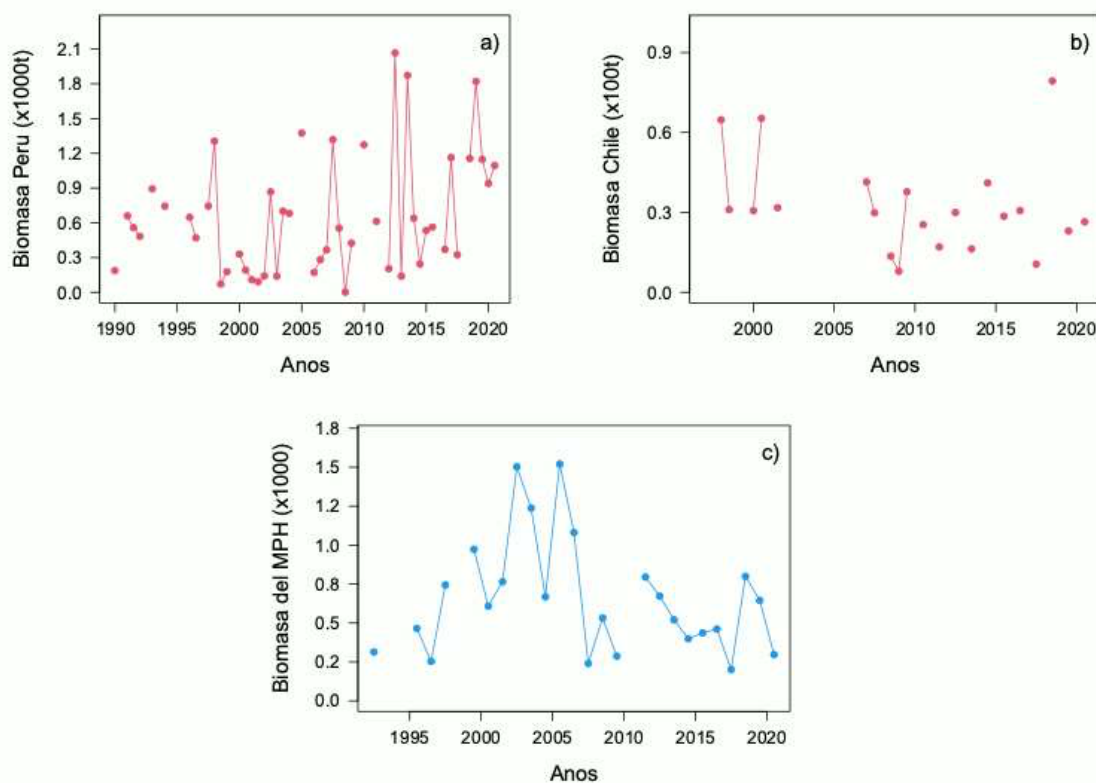 a)
Biomasa Peru (x1000t)
2.1
1.8
1.5
1.2
0.9
0.6
0.3
0.0
1990 1995 2000 2005 2010 2015 2020
Anos
b)
Biomasa Chile (x100t)
0.9
0.6
0.3
0.0
2000 2005 2010 2015 2020
Anos
c)
Biomasa del MPH (x1000)
1.8
1.5
1.2
1.0
0.8
0.5
0.2
0.0
1995 2000 2005 2010 2015 2020
Anos